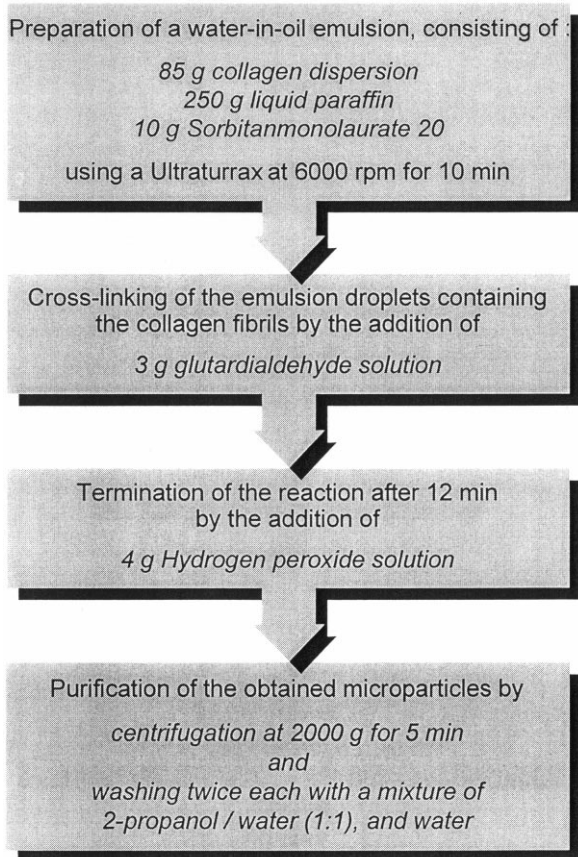 Preparation of a water-in-oil emulsion, consisting of :
85 g collagen dispersion
250 g liquid paraffin
10 g Sorbitanmonolaurate 20
using a Ultraturrax at 6000 rpm for 10 min
Cross-linking of the emulsion droplets containing
the collagen fibrils by the addition of
3 g glutardialdehyde solution
Termination of the reaction after 12 min
by the addition of
4 g Hydrogen peroxide solution
Purification of the obtained microparticles by
centrifugation at 2000 g for 5 min
and
washing twice each with a mixture of
2-propanol / water (1:1), and water